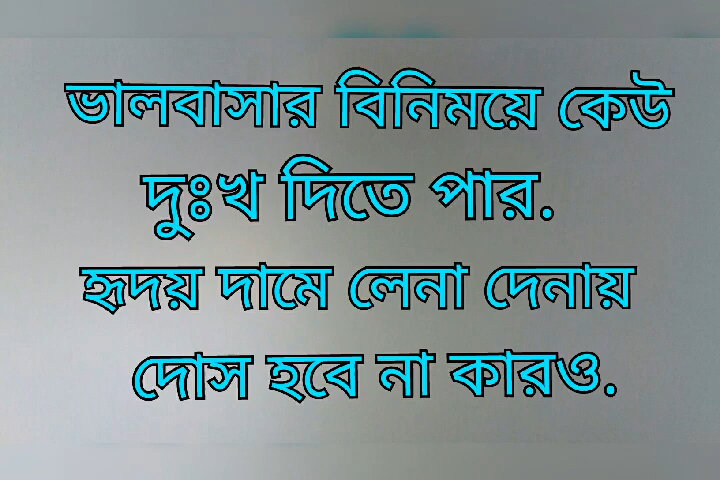 ভালবাসার বিনিময়ে কেউ
দুঃখ দিতে পার.
হৃদয় দামে লেনা দেনায়
দোস হবে না কারও.